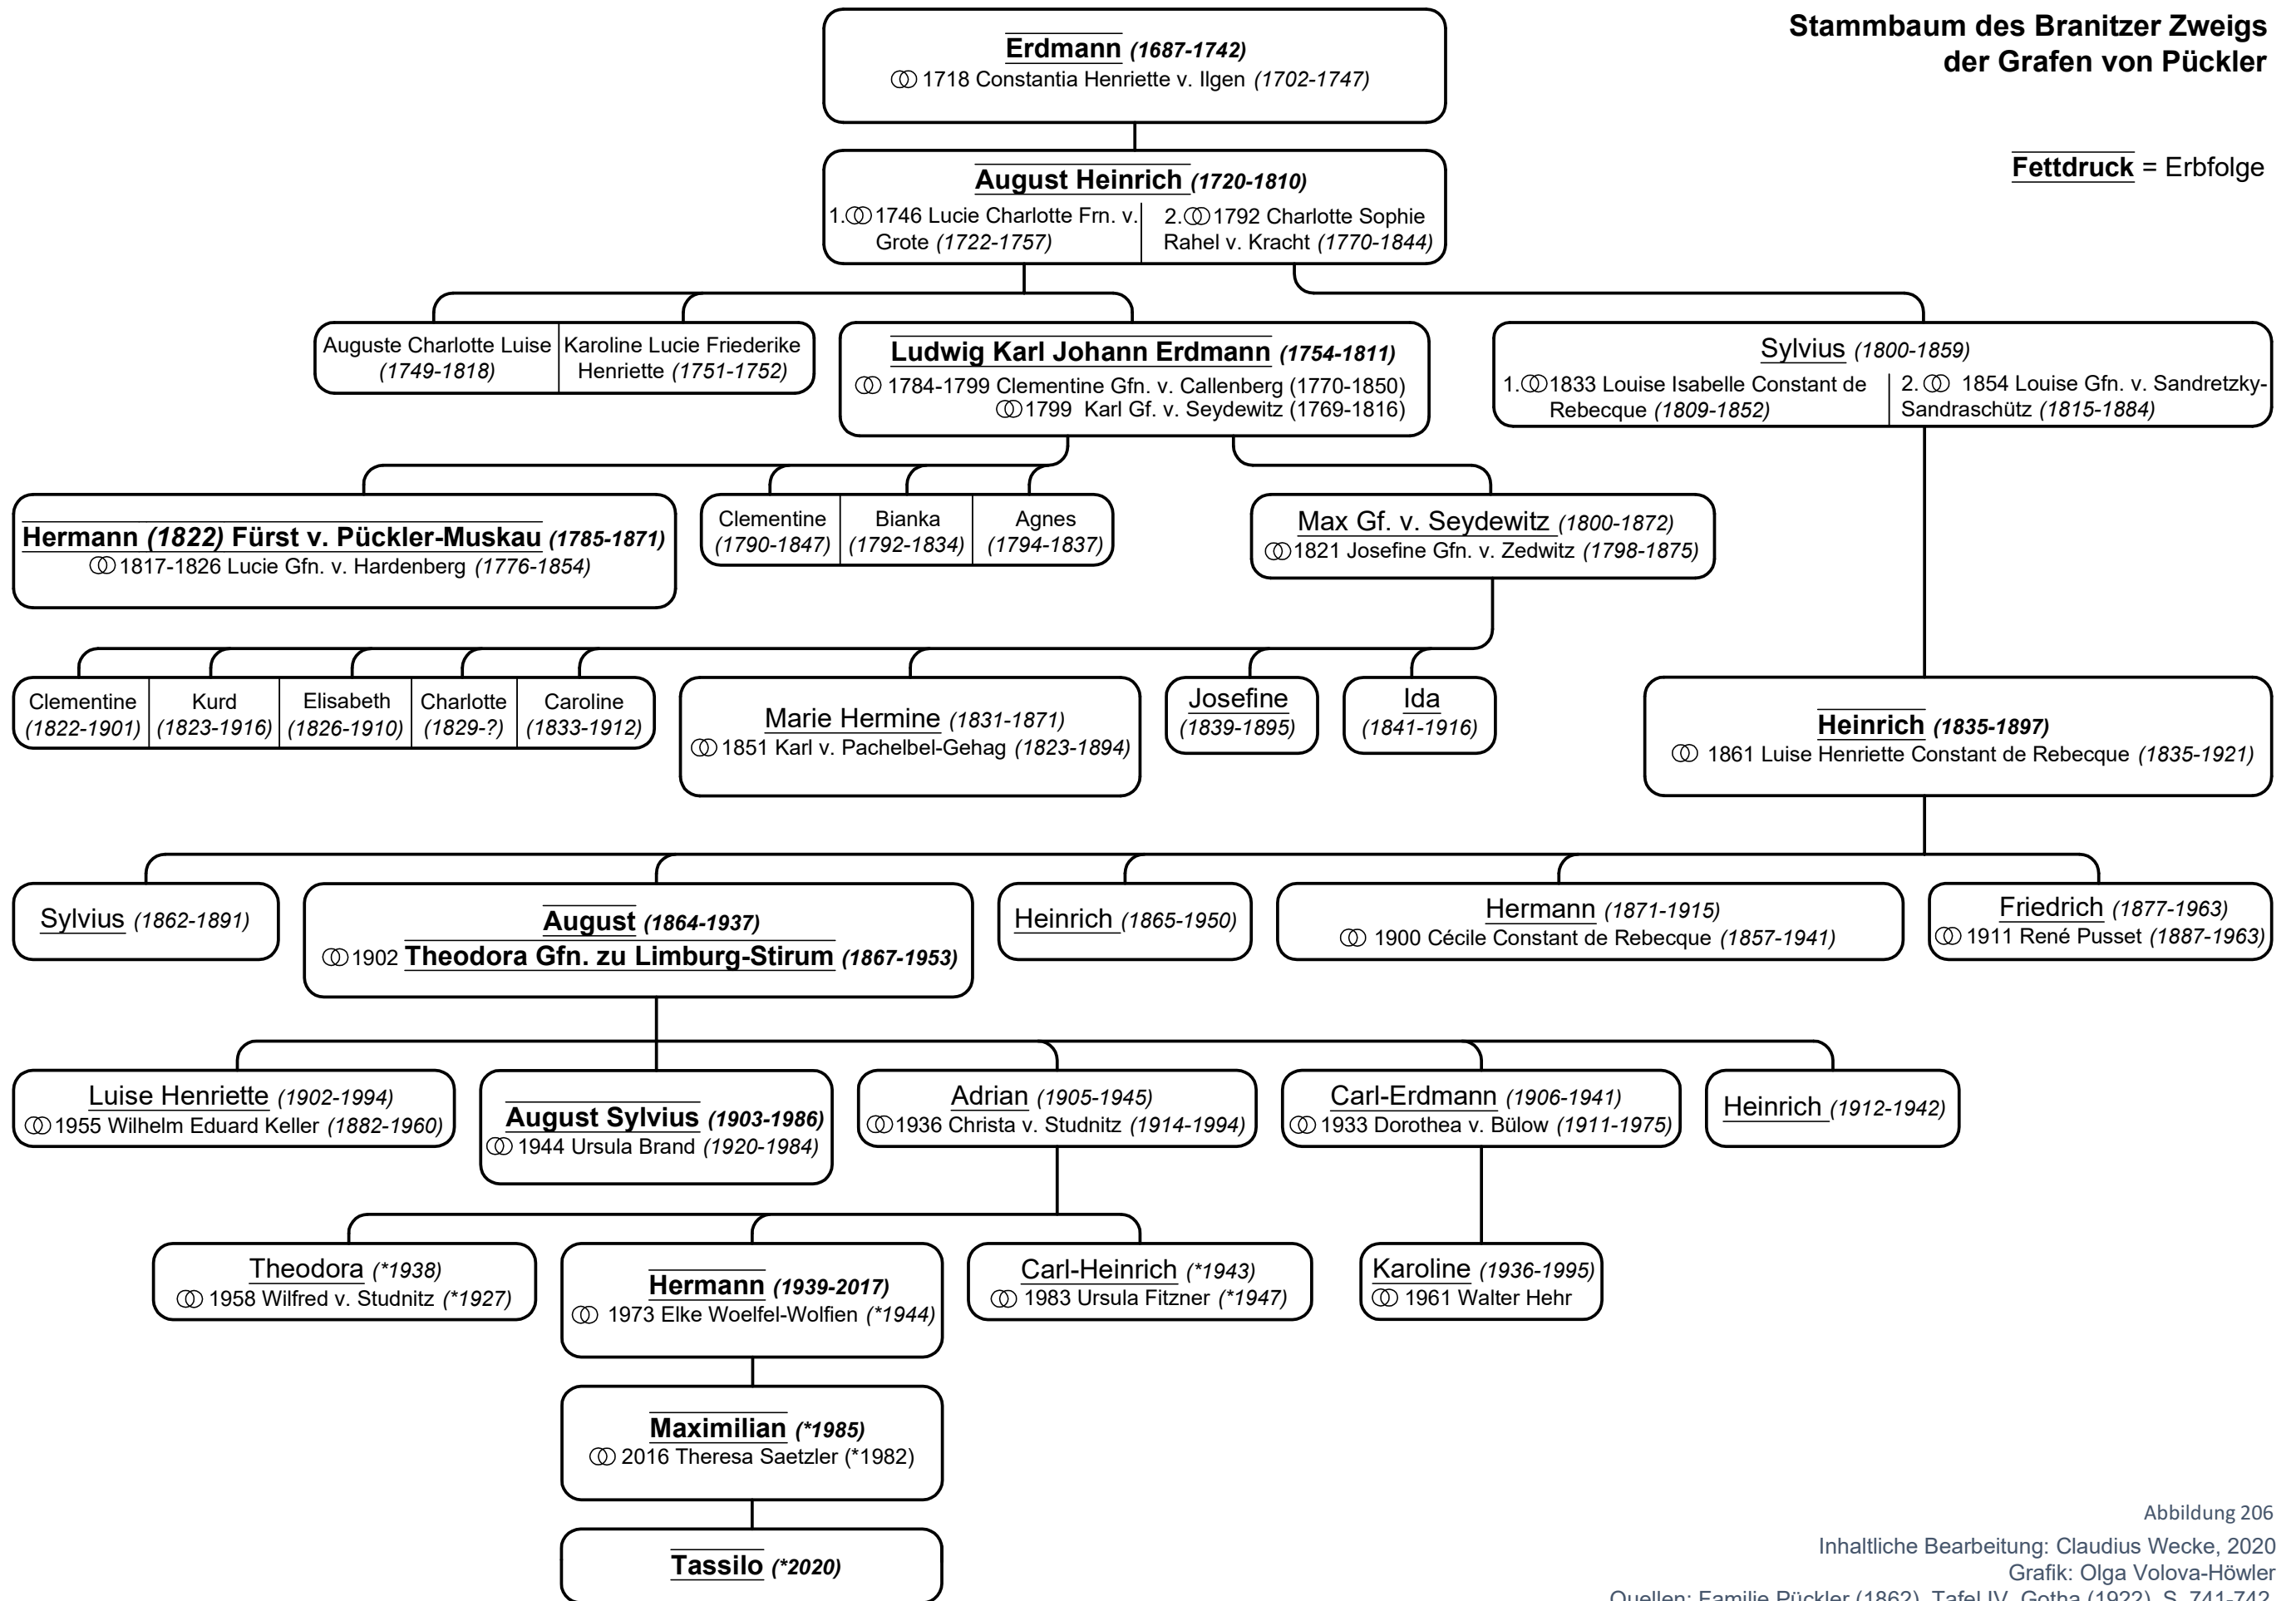 Stammbaum des Branitzer Zweigs
der Grafen von Pückler
Fettdruck = Erbfolge
Erdmann (1687-1742)
⚭ 1718 Constantia Henriette v. Ilgen (1702-1747)
August Heinrich (1720-1810)
1.⚭ 1746 Lucie Charlotte Frn. v.
Grote (1722-1757)
2.⚭ 1792 Charlotte Sophie
Rahel v. Kracht (1770-1844)
Auguste Charlotte Luise
(1749-1818)
Karoline Lucie Friederike
Henriette (1751-1752)
Ludwig Karl Johann Erdmann (1754-1811)
⚭ 1784-1799 Clementine Gfn. v. Callenberg (1770-1850)
⚭ 1799 Karl Gf. v. Seydewitz (1769-1816)
Sylvius (1800-1859)
1.⚭ 1833 Louise Isabelle Constant de
Rebecque (1809-1852)
2.⚭ 1854 Louise Gfn. v. Sandretzky-
Sandraschütz (1815-1884)
Hermann (1822) Fürst v. Pückler-Muskau (1785-1871)
⚭ 1817-1826 Lucie Gfn. v. Hardenberg (1776-1854)
Clementine
(1790-1847)
Bianka
(1792-1834)
Agnes
(1794-1837)
Max Gf. v. Seydewitz (1800-1872)
⚭ 1821 Josefine Gfn. v. Zedwitz (1798-1875)
Clementine
(1822-1901)
Kurd
(1823-1916)
Elisabeth
(1826-1910)
Charlotte
(1829-?)
Caroline
(1833-1912)
Marie Hermine (1831-1871)
⚭ 1851 Karl v. Pachelbel-Gehag (1823-1894)
Josefine
(1839-1895)
Ida
(1841-1916)
Heinrich (1835-1897)
⚭ 1861 Luise Henriette Constant de Rebecque (1835-1921)
Sylvius (1862-1891)
August (1864-1937)
⚭ 1902 Theodora Gfn. zu Limburg-Stirum (1867-1953)
Heinrich (1865-1950)
Hermann (1871-1915)
⚭ 1900 Cécile Constant de Rebecque (1857-1941)
Friedrich (1877-1963)
⚭ 1911 René Pusset (1887-1963)
Luise Henriette (1902-1994)
⚭ 1955 Wilhelm Eduard Keller (1882-1960)
August Sylvius (1903-1986)
⚭ 1944 Ursula Brand (1920-1984)
Adrian (1905-1945)
⚭ 1936 Christa v. Studnitz (1914-1994)
Carl-Erdmann (1906-1941)
⚭ 1933 Dorothea v. Bülow (1911-1975)
Heinrich (1912-1942)
Theodora (*1938)
⚭ 1958 Wilfred v. Studnitz (*1927)
Hermann (1939-2017)
⚭ 1973 Elke Woelfel-Wolfien (*1944)
Carl-Heinrich (*1943)
⚭ 1983 Ursula Fitzner (*1947)
Karoline (1936-1995)
⚭ 1961 Walter Hehr
Maximilian (*1985)
⚭ 2016 Theresa Saetzler (*1982)
Tassilo (*2020)
Abbildung 206
Inhaltliche Bearbeitung: Claudius Wecke, 2020
Grafik: Olga Volova-Höwler
Quellen: Familie Pückler (1862), Tafel IV, Gotha (1922), S. 741-742.